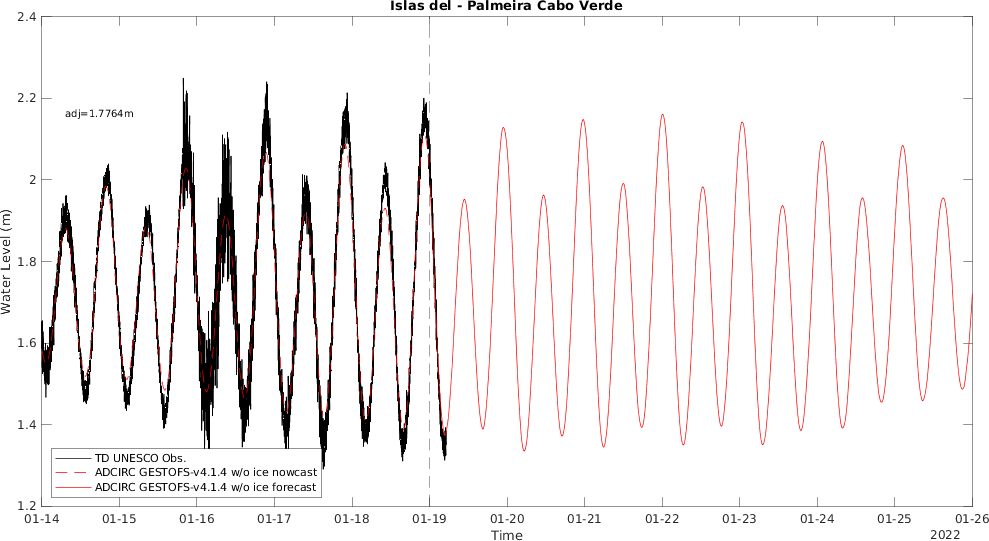 Islas del - Palmeira Cabo Verde
2.4
2.2
2
1.8
1.6
1.4
1.2
Water Level (m)
adj=1.7764m
TD UNESCO Obs.
ADCIRC GESTOFS-v4.1.4 w/o ice nowcast
ADCIRC GESTOFS-v4.1.4 w/o ice forecast
01-14 01-15 01-16 01-17 01-18 01-19 01-20 01-21 01-22 01-23 01-24 01-25 01-26
Time
2022